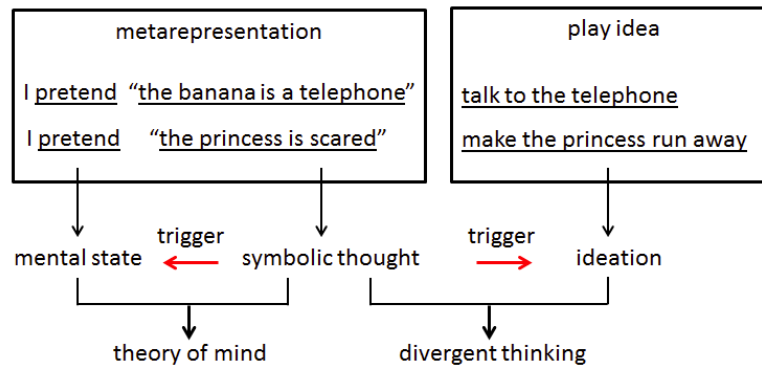 metarepresentation
I pretend “the banana is a telephone”
I pretend “the princess is scared”
play idea
talk to the telephone
make the princess run away
trigger
trigger
mental state
symbolic thought
ideation
theory of mind
divergent thinking